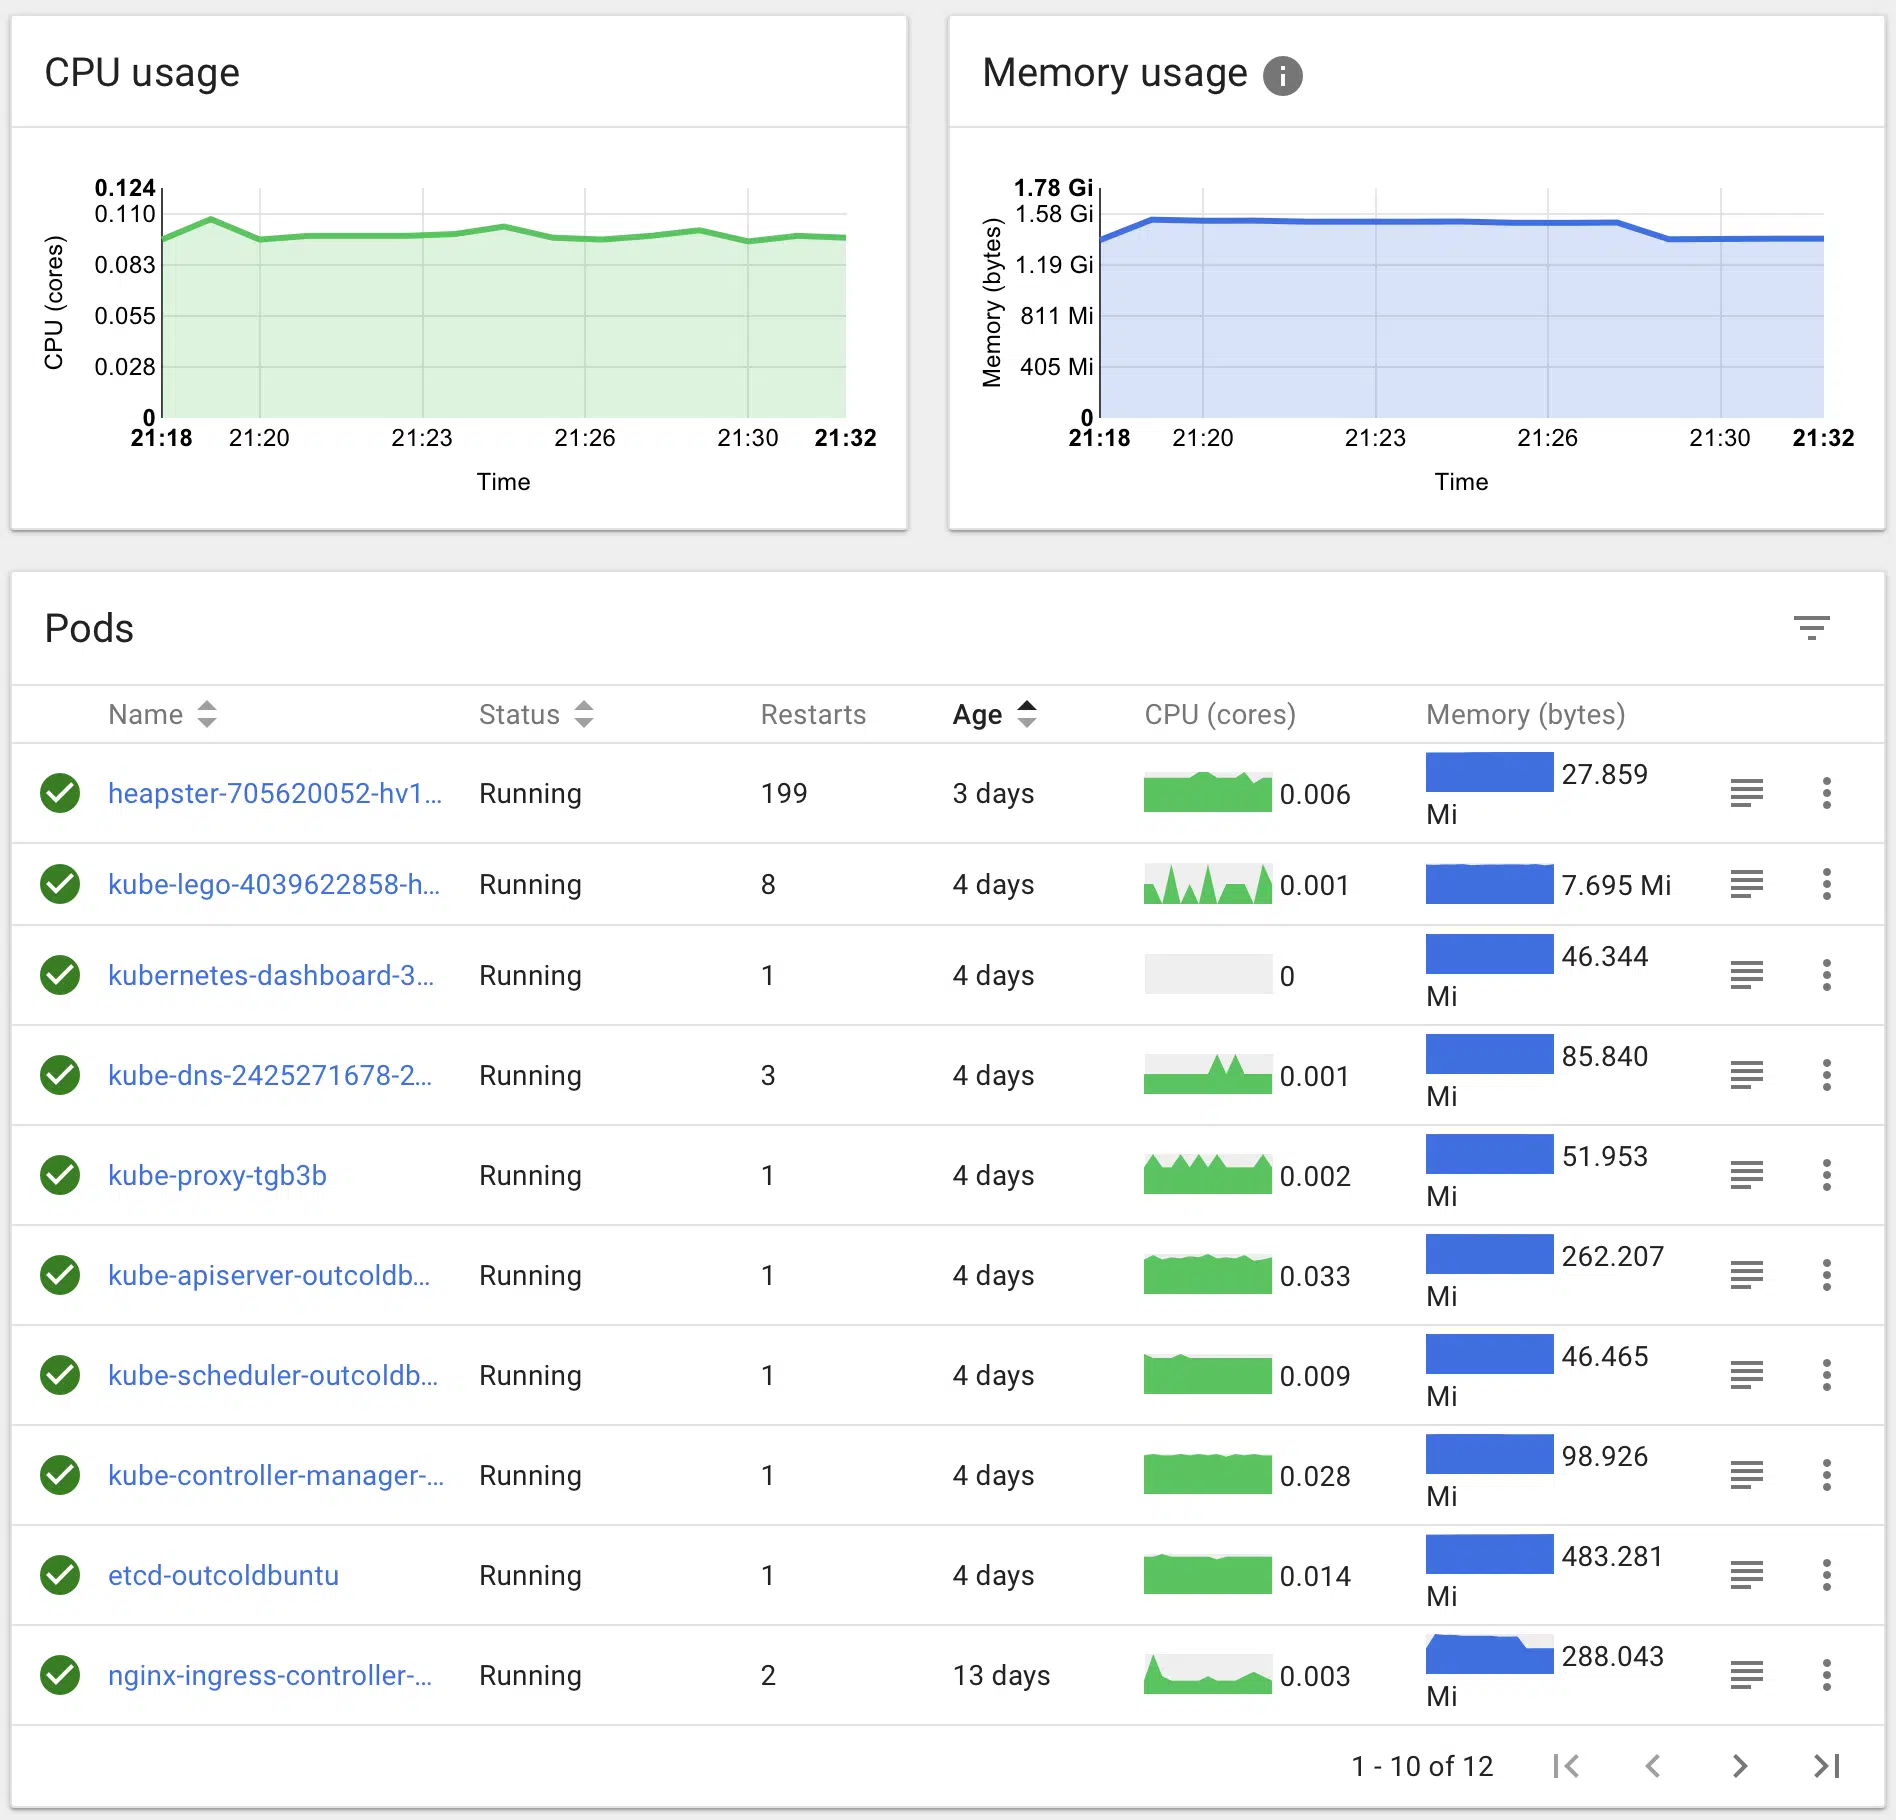 CPU usage
0.124
0.110
0.083
0.055
0.028
0
CPU (cores)
21:18 21:20 21:23 21:26 21:30 21:32
Time
Memory usage
1.78 Gi
1.58 Gi
1.19 Gi
811 Mi
405 Mi
0
Memory (bytes)
21:18 21:20 21:23 21:26 21:30 21:32
Time
Pods
Name Status Restarts Age CPU (cores) Memory (bytes)
heapster-705620052-hv1... Running 199 3 days 0.006 27.859
Mi
kube-lego-4039622858-h... Running 8 4 days 0.001 7.695 Mi
kubernetes-dashboard-3... Running 1 4 days 0 46.344
Mi
kube-dns-2425271678-2... Running 3 4 days 0.001 85.840
Mi
kube-proxy-tgb3b Running 1 4 days 0.002 51.953
Mi
kube-apiserver-outcoldb... Running 1 4 days 0.033 262.207
Mi
kube-scheduler-outcoldb... Running 1 4 days 0.009 46.465
Mi
kube-controller-manager-... Running 1 4 days 0.028 98.926
Mi
etcd-outcoldbuntu Running 1 4 days 0.014 483.281
Mi
nginx-ingress-controller-... Running 2 13 days 0.003 288.043
Mi
1 - 10 of 12